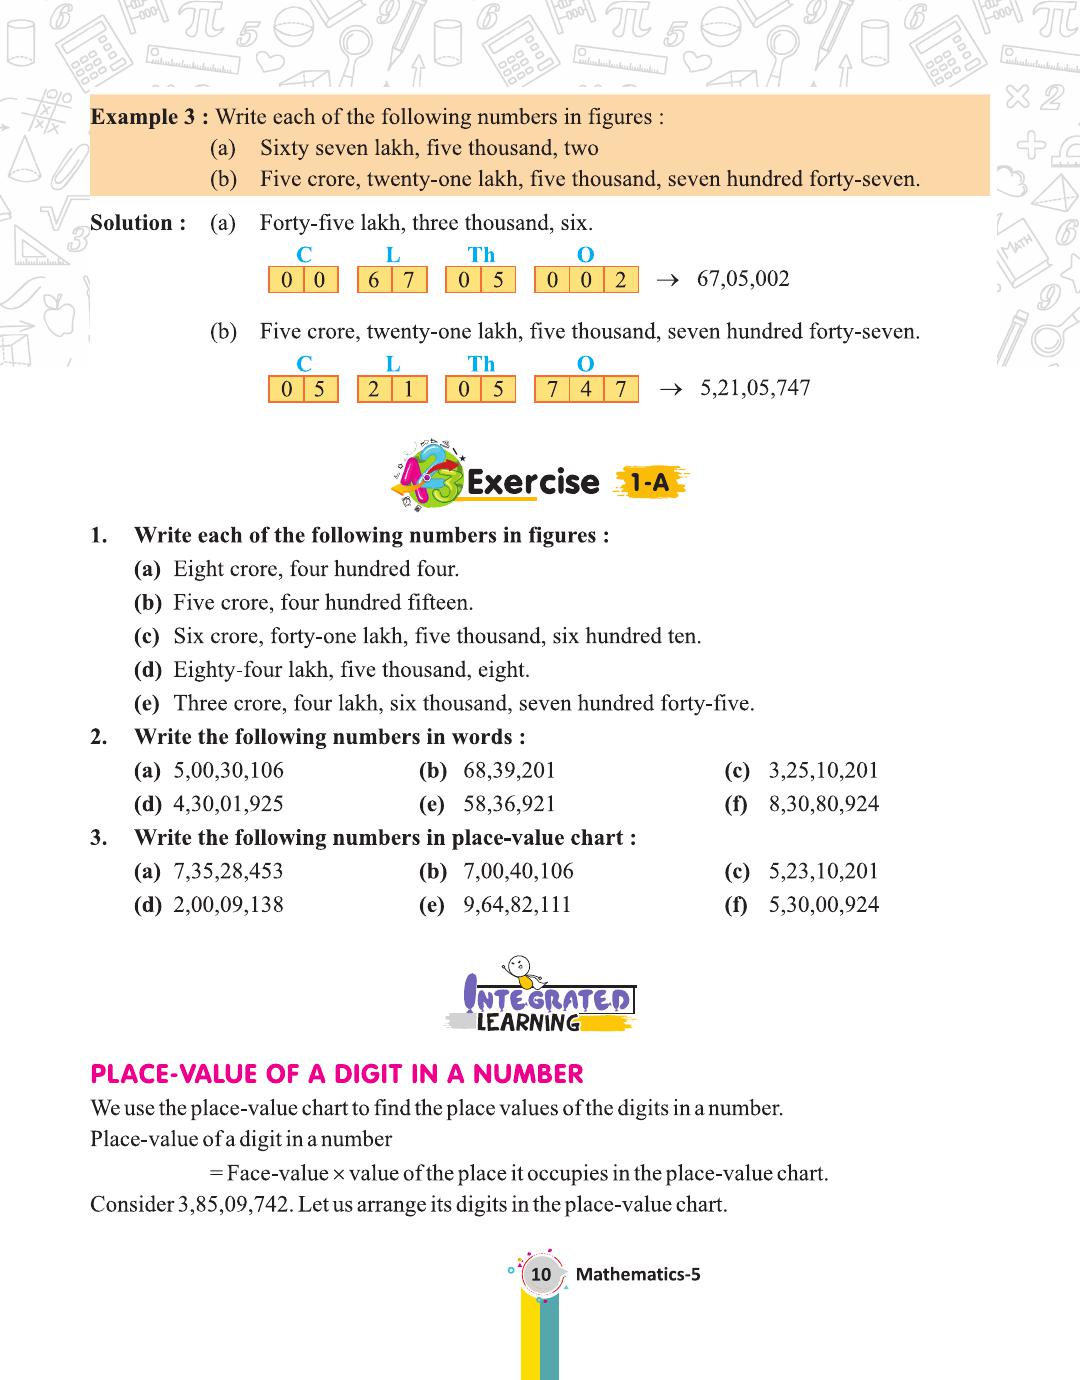 Example 3 : Write each of the following numbers in figures :
(a) Sixty seven lakh, five thousand, two
(b) Five crore, twenty-one lakh, five thousand, seven hundred forty-seven.
Solution : (a) Forty-five lakh, three thousand, six.
C L Th O
0 0 6 7 0 5 0 0 2 → 67,05,002
(b) Five crore, twenty-one lakh, five thousand, seven hundred forty-seven.
C L Th O
0 5 2 1 0 5 7 4 7 → 5,21,05,747
Exercise 1-A
1. Write each of the following numbers in figures :
(a) Eight crore, four hundred four.
(b) Five crore, four hundred fifteen.
(c) Six crore, forty-one lakh, five thousand, six hundred ten.
(d) Eighty-four lakh, five thousand, eight.
(e) Three crore, four lakh, six thousand, seven hundred forty-five.
2. Write the following numbers in words :
(a) 5,00,30,106 (b) 68,39,201 (c) 3,25,10,201
(d) 4,30,01,925 (e) 58,36,921 (f) 8,30,80,924
3. Write the following numbers in place-value chart :
(a) 7,35,28,453 (b) 7,00,40,106 (c) 5,23,10,201
(d) 2,00,09,138 (e) 9,64,82,111 (f) 5,30,00,924
INTEGRATED
LEARNING
PLACE-VALUE OF A DIGIT IN A NUMBER
We use the place-value chart to find the place values of the digits in a number.
Place-value of a digit in a number
= Face-value × value of the place it occupies in the place-value chart.
Consider 3,85,09,742. Let us arrange its digits in the place-value chart.
10 Mathematics-5